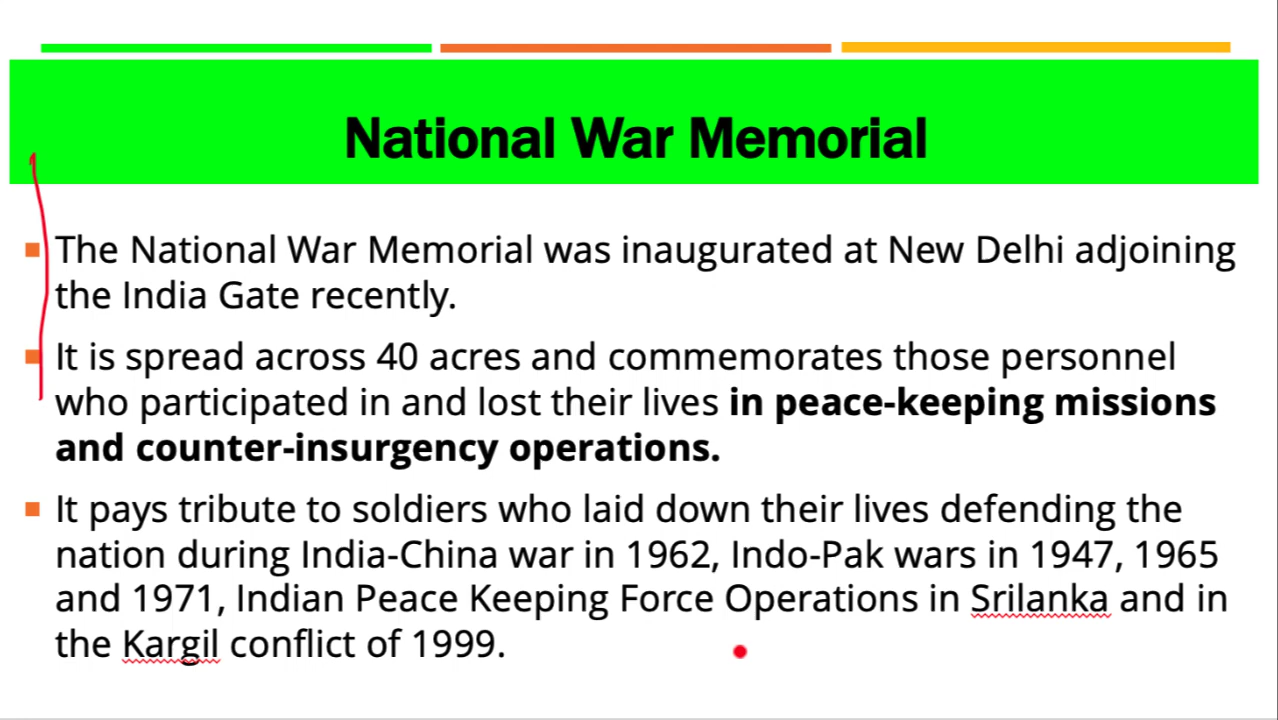 National War Memorial
The National War Memorial was inaugurated at New Delhi adjoining
the India Gate recently.
It is spread across 40 acres and commemorates those personnel
who participated in and lost their lives in peace-keeping missions
and counter-insurgency operations.
It pays tribute to soldiers who laid down their lives defending the
nation during India-China war in 1962, Indo-Pak wars in 1947, 1965
and 1971, Indian Peace Keeping Force Operations in Srilanka and in
the Kargil conflict of 1999.